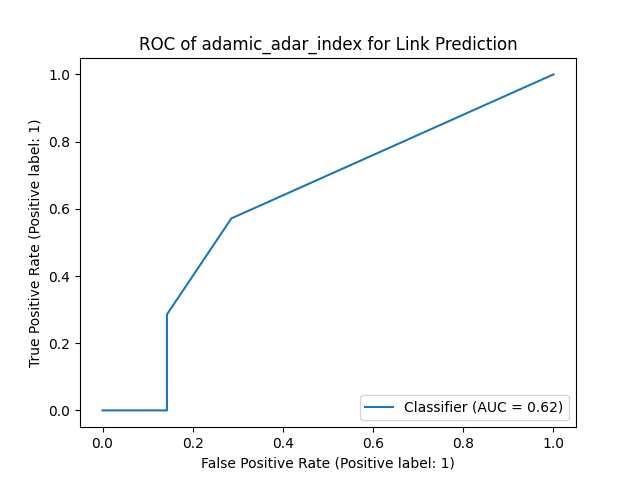 ROC of adamic_adar_index for Link Prediction
True Positive Rate (Positive label: 1)
1.0
0.8
0.6
0.4
0.2
0.0
Classifier (AUC = 0.62)
0.0 0.2 0.4 0.6 0.8 1.0
False Positive Rate (Positive label: 1)